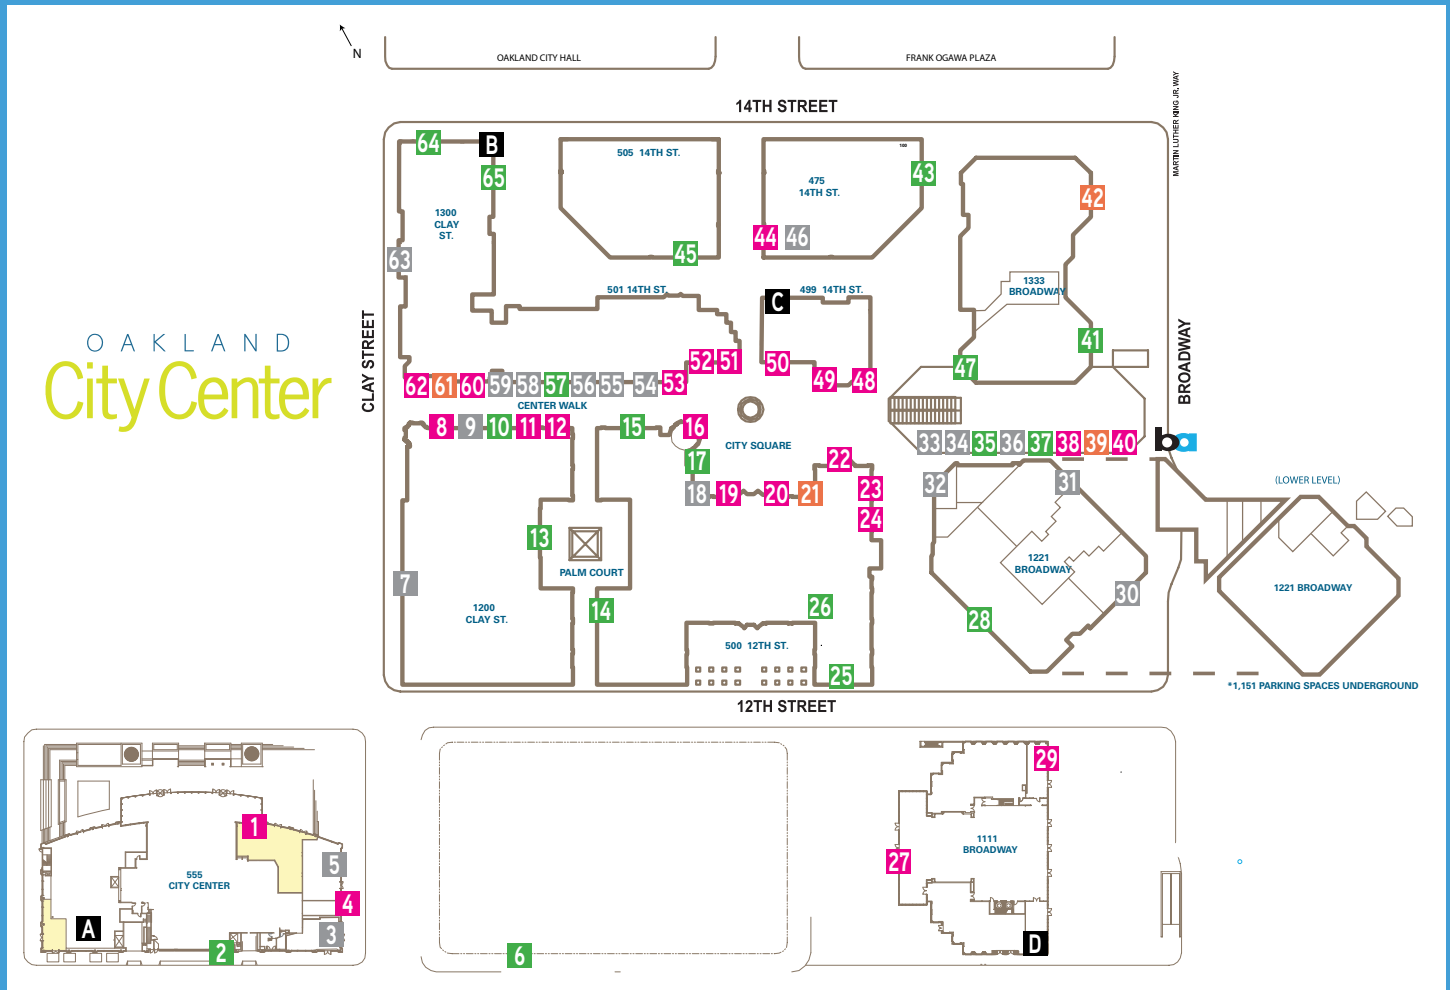 N
OAKLAND CITY HALL
FRANK OGAWA PLAZA
14TH STREET
MARTIN LUTHER KING JR. WAY
64
B
65
505 14TH ST.
100
475
14TH ST.
43
42
1300
CLAY
ST.
44
46
45
63
501 14TH ST.
499 14TH ST.
C
1333
BROADWAY
OAKLAND
City Center
CLAY STREET
BROADWAY
41
47
52
51
50
49
48
62
61
60
59
58
57
56
55
54
53
CENTER WALK
8
9
10
11
12
15
16
CITY SQUARE
17
18
19
20
21
22
23
24
33
34
35
36
37
38
39
40
ba
32
31
(LOWER LEVEL)
13
PALM COURT
7
14
1200
CLAY ST.
26
500 12TH ST.
25
1221
BROADWAY
30
28
1221 BROADWAY
*1,151 PARKING SPACES UNDERGROUND
12TH STREET
1
5
555
CITY CENTER
4
A
3
2
6
29
1111
BROADWAY
27
D